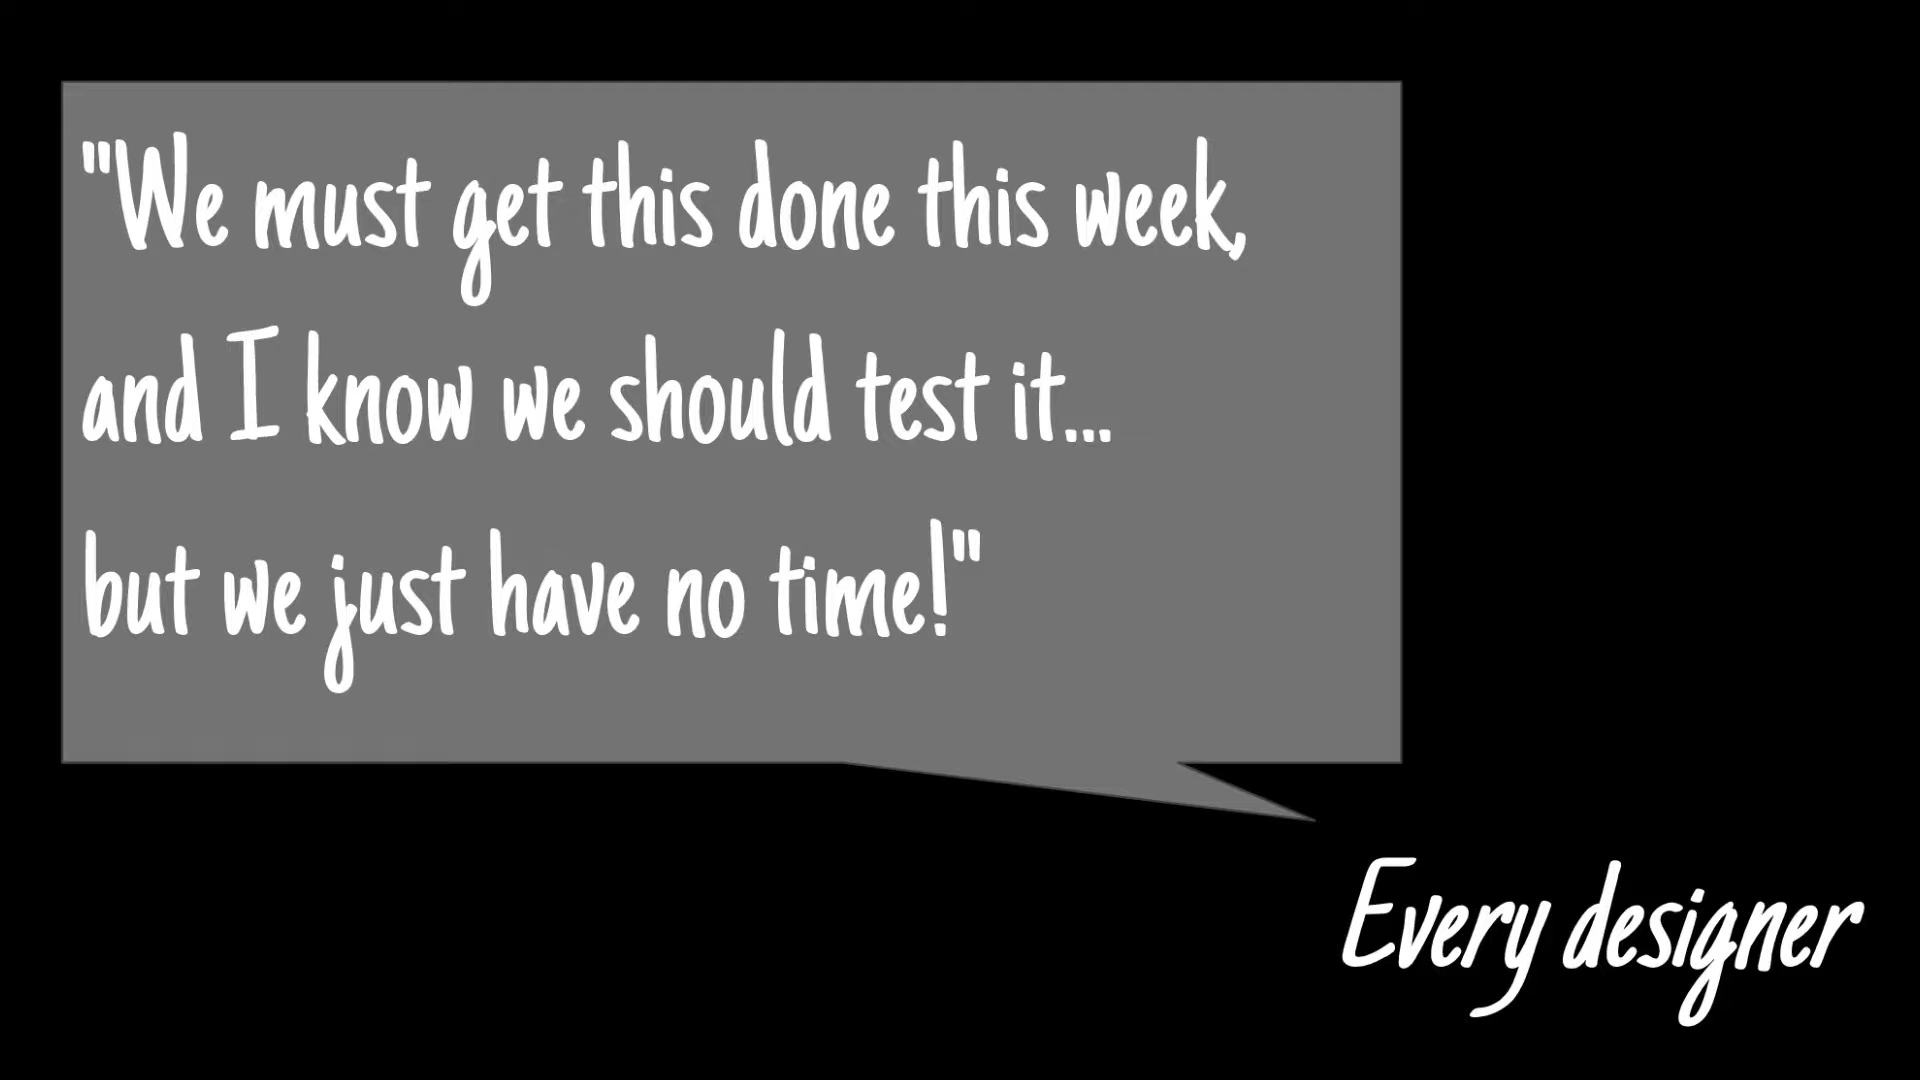 "We must get this done this week,
and I know we should test it...
but we just have no time!"
Every designer